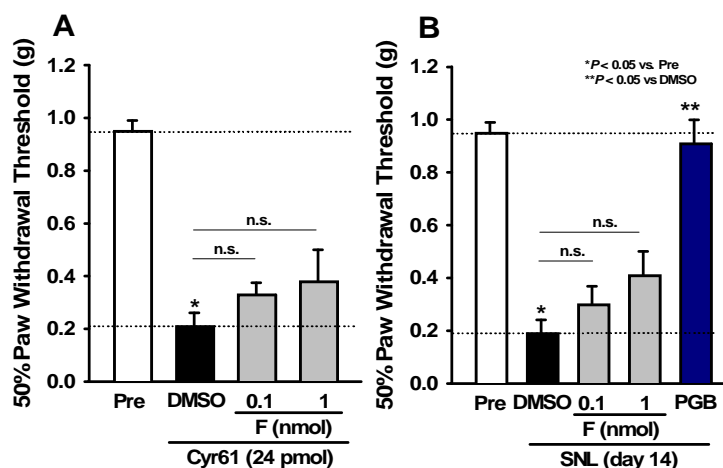 A
50% Paw Withdrawal Threshold (g)
1.2
1.0
0.8
0.6
0.4
0.2
0.0
n.s.
n.s.
*
Pre DMSO 0.1 1
F (nmol)
Cyr61 (24 pmol)
B
50% Paw Withdrawal Threshold (g)
*P < 0.05 vs. Pre
**P < 0.05 vs DMSO
1.2
1.0
0.8
0.6
0.4
0.2
0.0
**
n.s.
n.s.
*
Pre DMSO 0.1 1 PGB
F (nmol)
SNL (day 14)